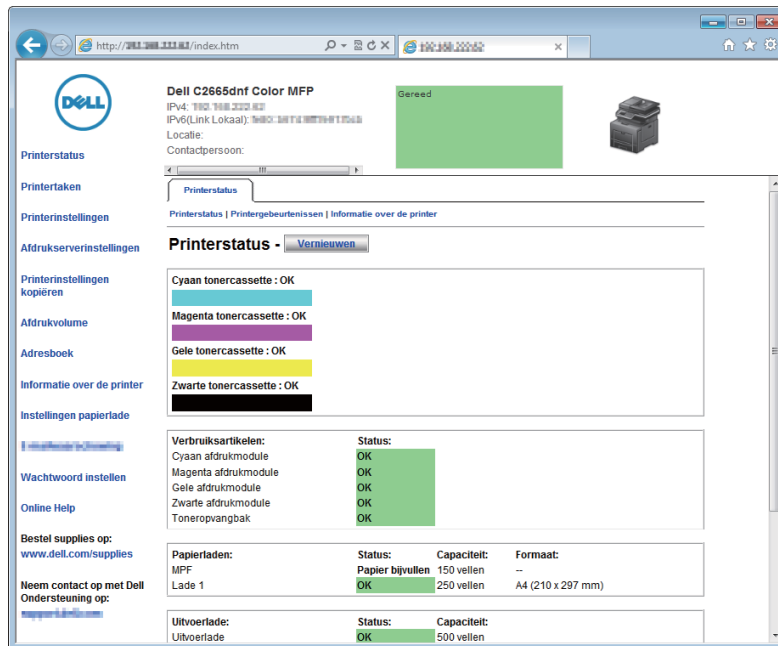 http:// /index.htm
DELL
Dell C2665dnf Color MFP
IPv4:
IPv6(Link Lokaal):
Locatie:
Contactpersoon:
Gereed
Printerstatus
Printertaken
Printerinstellingen
Afdrukserverinstellingen
Printerinstellingen
kopiëren
Afdrukvolume
Adresboek
Informatie over de printer
Instellingen papierlade
Wachtwoord instellen
Online Help
Bestel supplies op:
www.dell.com/supplies
Neem contact op met Dell
Ondersteuning op:
Printerstatus
Printerstatus | Printergebeurtenissen | Informatie over de printer
Printerstatus - Vernieuwen
Cyaan tonercassette : OK
Magenta tonercassette : OK
Gele tonercassette : OK
Zwarte tonercassette : OK
Verbruiksartikelen: Status:
Cyaan afdrukmodule OK
Magenta afdrukmodule OK
Gele afdrukmodule OK
Zwarte afdrukmodule OK
Toneropvangbak OK
Papierladen: Status: Capaciteit: Formaat:
MPF Papier bijvullen 150 vellen --
Lade 1 OK 250 vellen A4 (210 x 297 mm)
Uitvoerlade: Status: Capaciteit:
Uitvoerlade OK 500 vellen